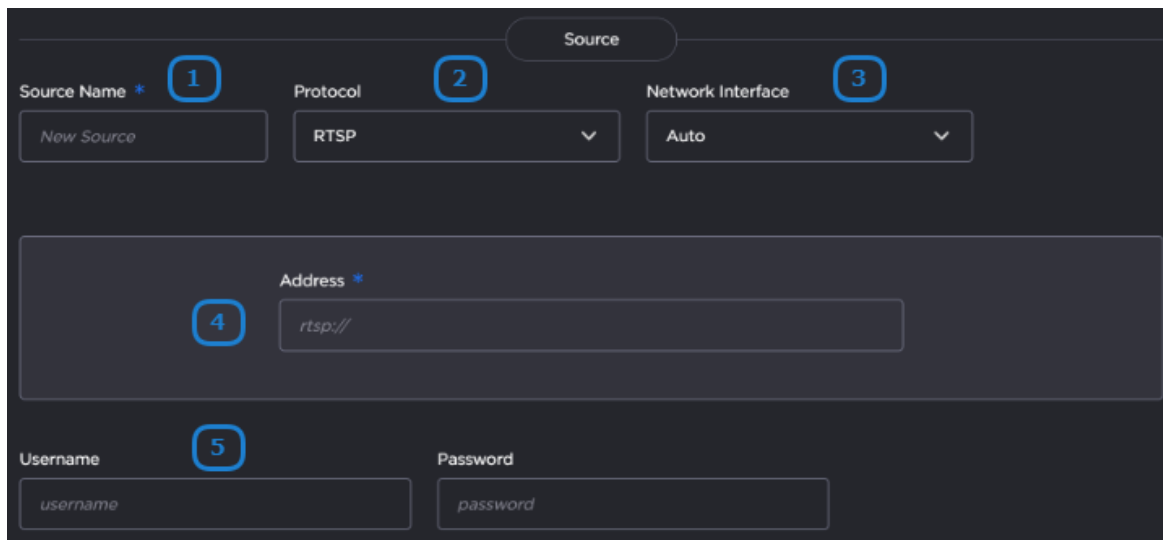 Source
Source Name * 1 Protocol 2 Network Interface 3
New Source RTSP Auto
Address *
4 rtsp://
5
Username Password
username password